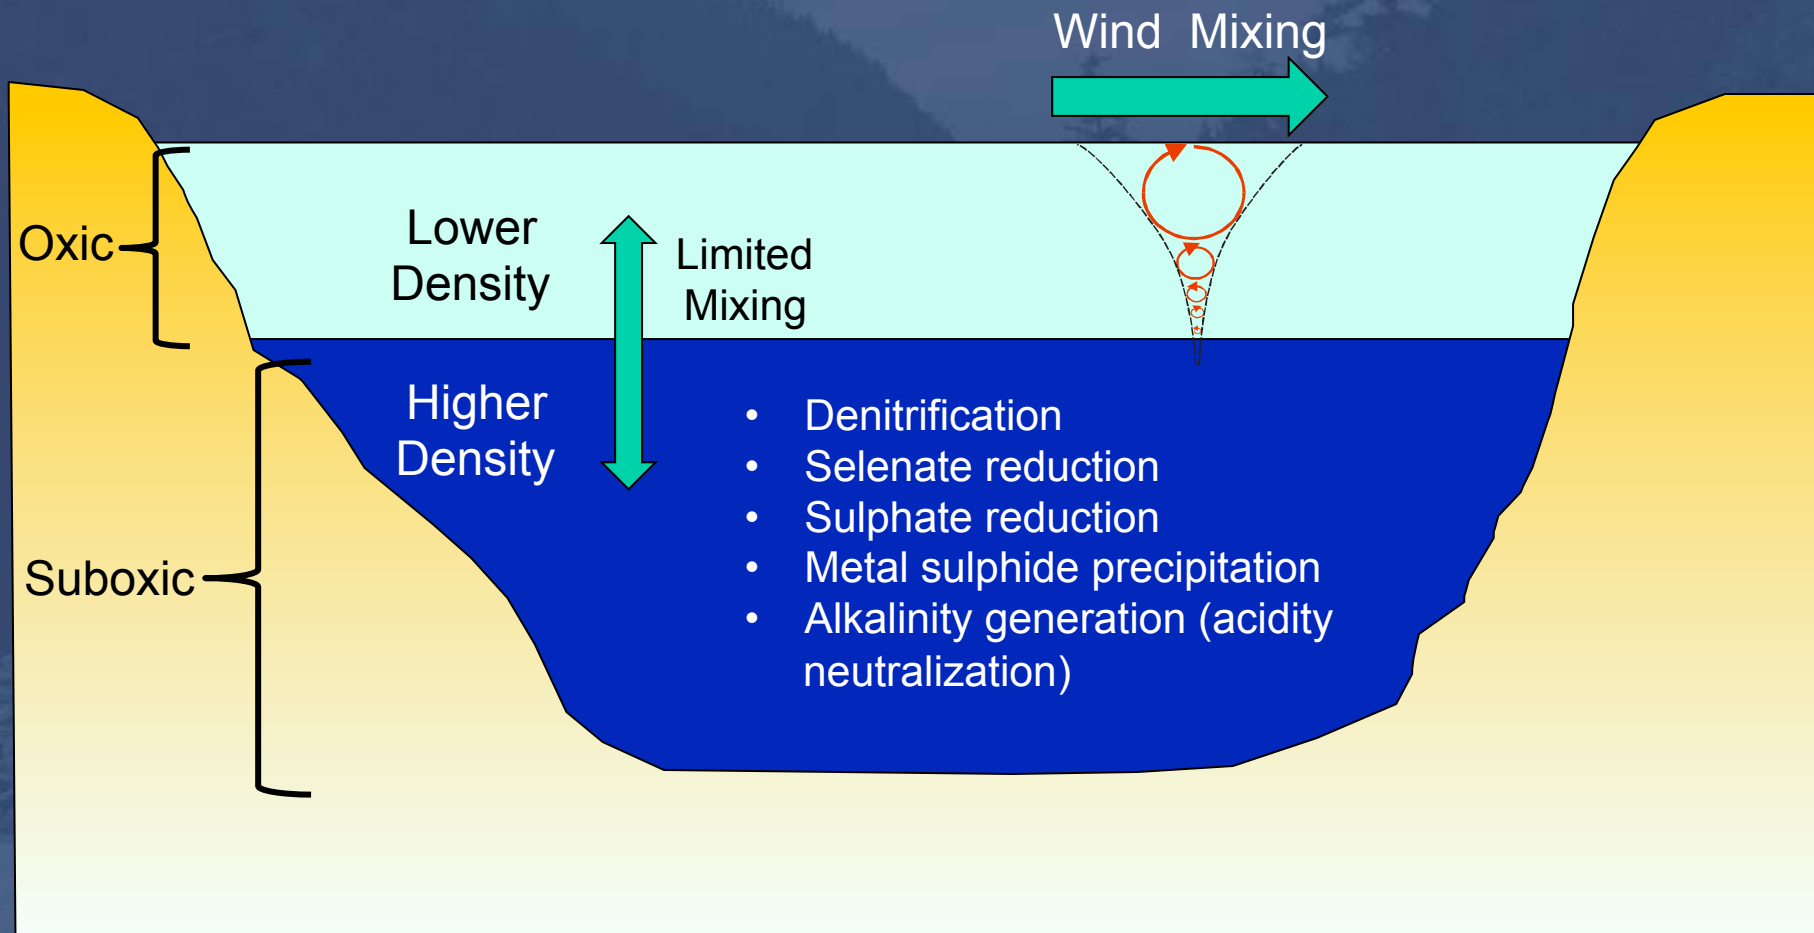 Wind Mixing
Oxic
Lower
Density
Limited
Mixing
Higher
Density
Suboxic
• Denitrification
• Selenate reduction
• Sulphate reduction
• Metal sulphide precipitation
• Alkalinity generation (acidity
neutralization)